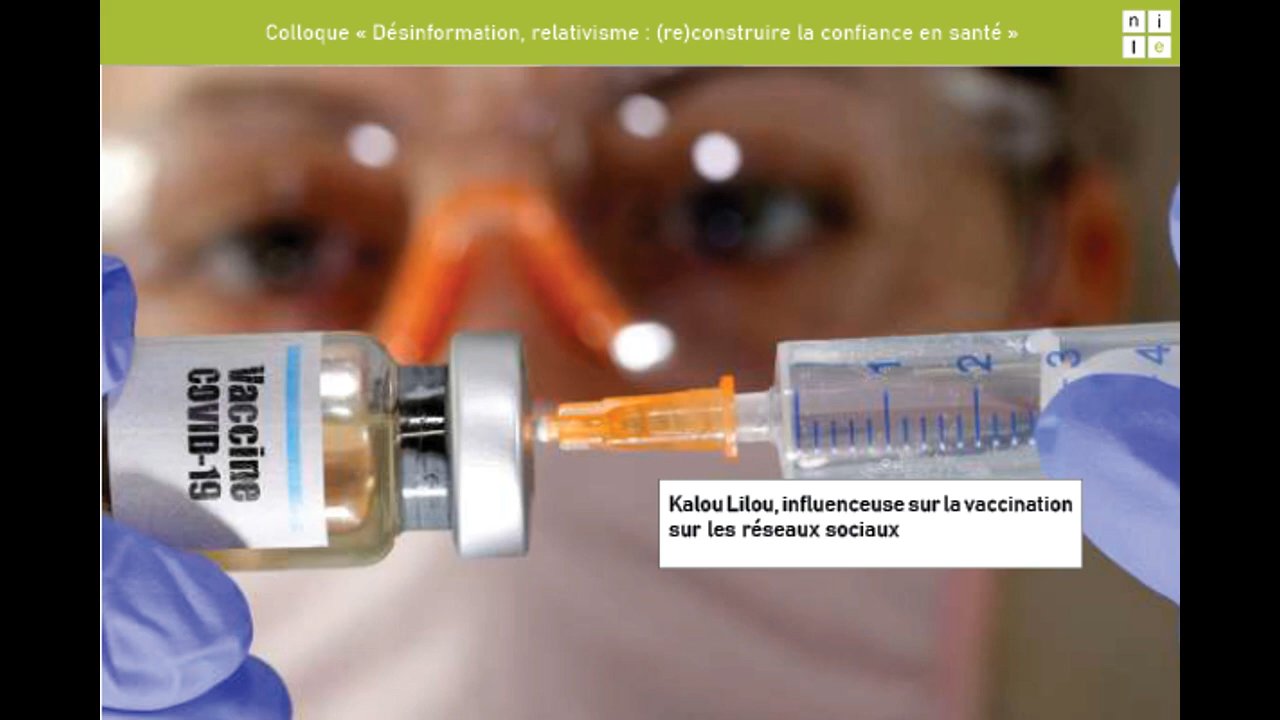 Colloque « Désinformation, relativisme : (re)construire la confiance en santé »
n i
l e
Vaccine
COVID-19
1 2 3 4
Kalou Lilou, influenceuse sur la vaccination
sur les réseaux sociaux